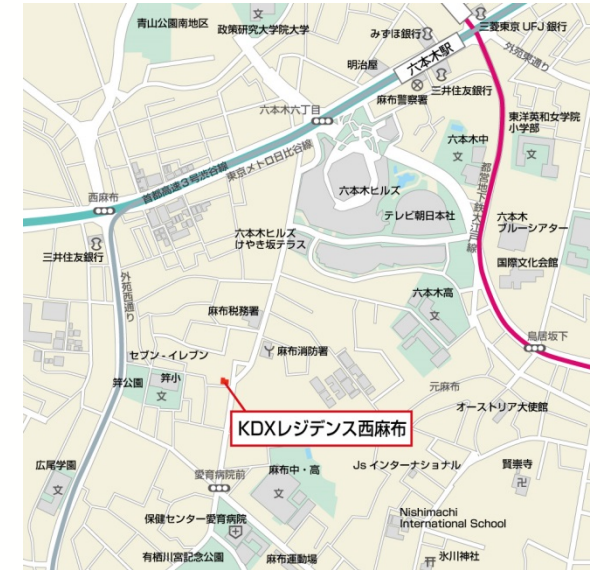 三菱東京UFJ銀行
みずほ銀行
青山公園南地区
政策研究大学院大学
六本木駅
外苑東通り
明治屋
三井住友銀行
麻布警察署
六本木六丁目
東洋英和女学院
小学部
六本木中
文
文
都営地下鉄大江戸線
首都高速3号渋谷線
東京メトロ日比谷線
六本木ヒルズ
西麻布
テレビ朝日本社
六本木
ブルーシアター
三井住友銀行
六本木ヒルズ
けやき坂テラス
国際文化会館
外苑西通り
六本木高
文
麻布税務署
鳥居坂下
セブン-イレブン
麻布消防署
笄公園
笄小
文
元麻布
オーストリア大使館
KDXレジデンス西麻布
広尾学園
文
愛育病院前
麻布中・高
文
Jsインターナショナル
賢崇寺
保健センター愛育病院
Nishimachi
International School
有栖川宮記念公園
麻布運動場
氷川神社